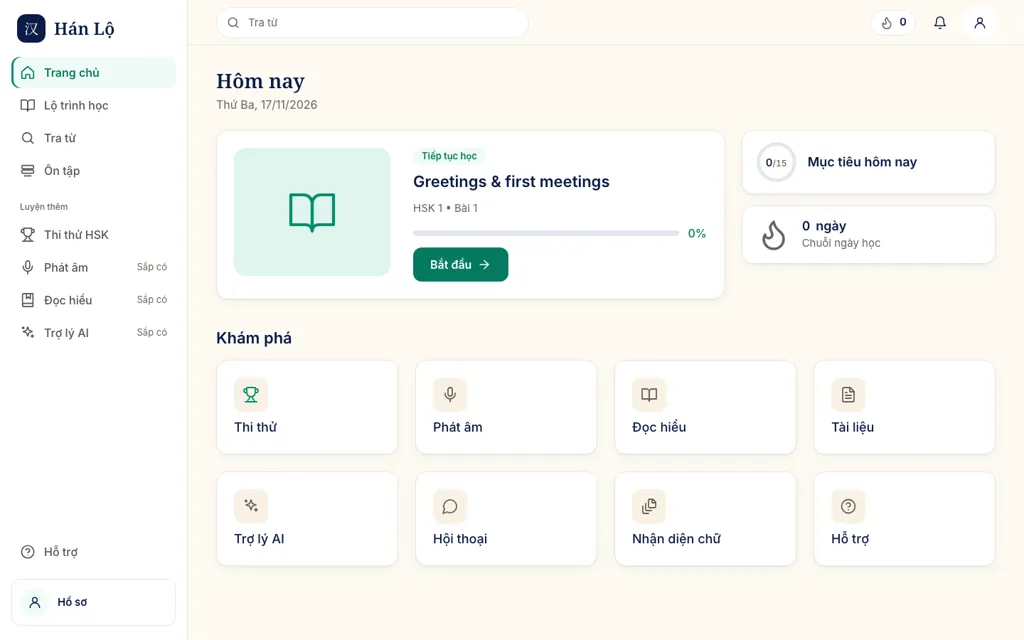 汉 Hán Lộ
Trang chủ
Lộ trình học
Tra từ
Ôn tập
Luyện thêm
Thi thử HSK
Phát âm Sắp có
Đọc hiểu Sắp có
Trợ lý AI Sắp có
Hỗ trợ
Hồ sơ
Tra từ
0
Hôm nay
Thứ Ba, 17/11/2026
Tiếp tục học
Greetings & first meetings
HSK 1 • Bài 1
0%
Bắt đầu →
0/15 Mục tiêu hôm nay
0 ngày
Chuỗi ngày học
Khám phá
Thi thử
Phát âm
Đọc hiểu
Tài liệu
Trợ lý AI
Hội thoại
Nhận diện chữ
Hỗ trợ